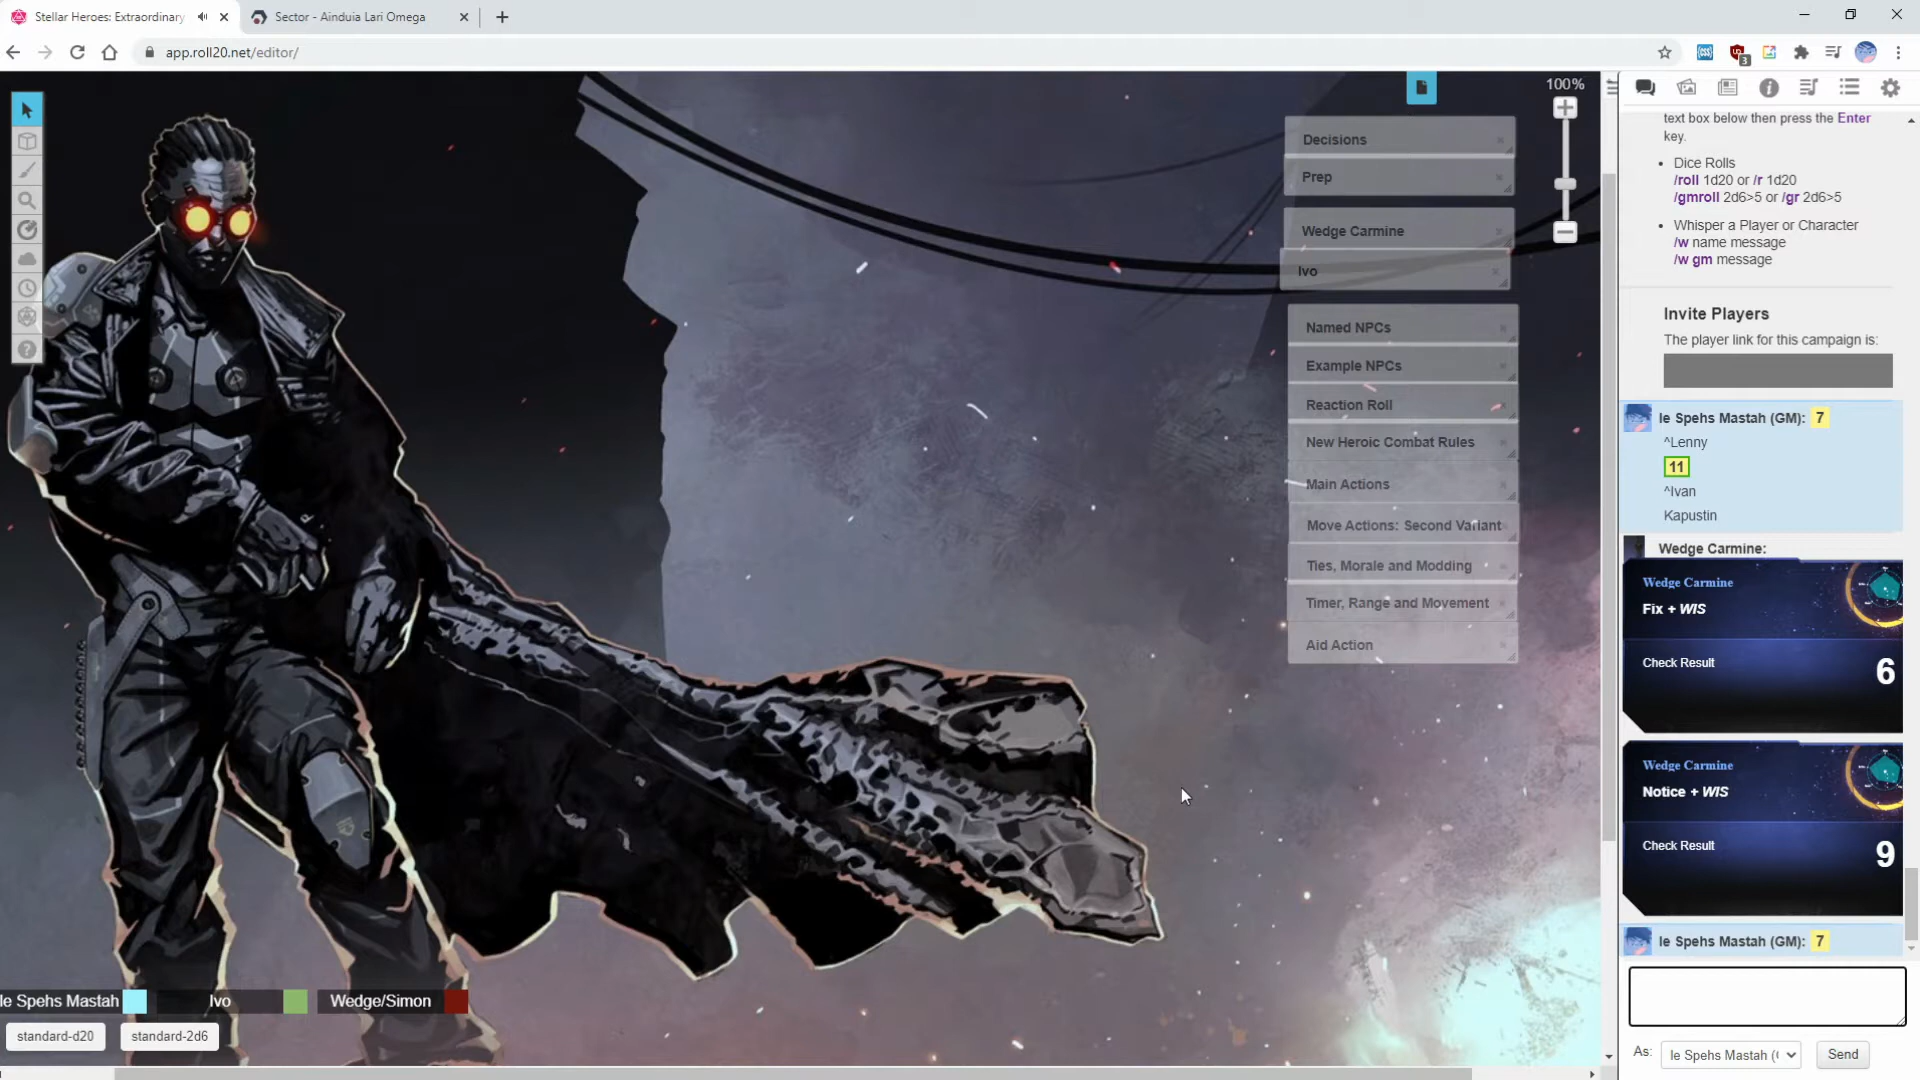 Stellar Heroes: Extraordinary
Sector - Ainduia Lari Omega
app.roll20.net/editor/
3
100%
Decisions
Prep
Wedge Carmine
Ivo
Named NPCs
Example NPCs
Reaction Roll
New Heroic Combat Rules
Main Actions
Move Actions: Second Variant
Ties, Morale and Modding
Timer, Range and Movement
Aid Action
text box below then press the Enter
key.
• Dice Rolls
/roll 1d20 or /r 1d20
/gmroll 2d6>5 or /gr 2d6>5
• Whisper a Player or Character
/w name message
/w gm message
Invite Players
The player link for this campaign is:
le Spehs Mastah (GM): 7
^Lenny
11
^Ivan
Kapustin
Wedge Carmine:
Wedge Carmine
Fix + WIS
Check Result
6
Wedge Carmine
Notice + WIS
Check Result
9
le Spehs Mastah (GM): 7
As: le Spehs Mastah (
Send
le Spehs Mastah
Ivo
Wedge/Simon
standard-d20
standard-2d6